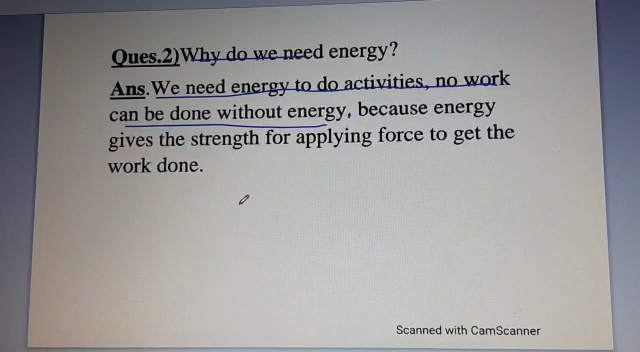 Ques.2)Why do we need energy?
Ans.We need energy to do activities, no work
can be done without energy, because energy
gives the strength for applying force to get the
work done.
Scanned with CamScanner